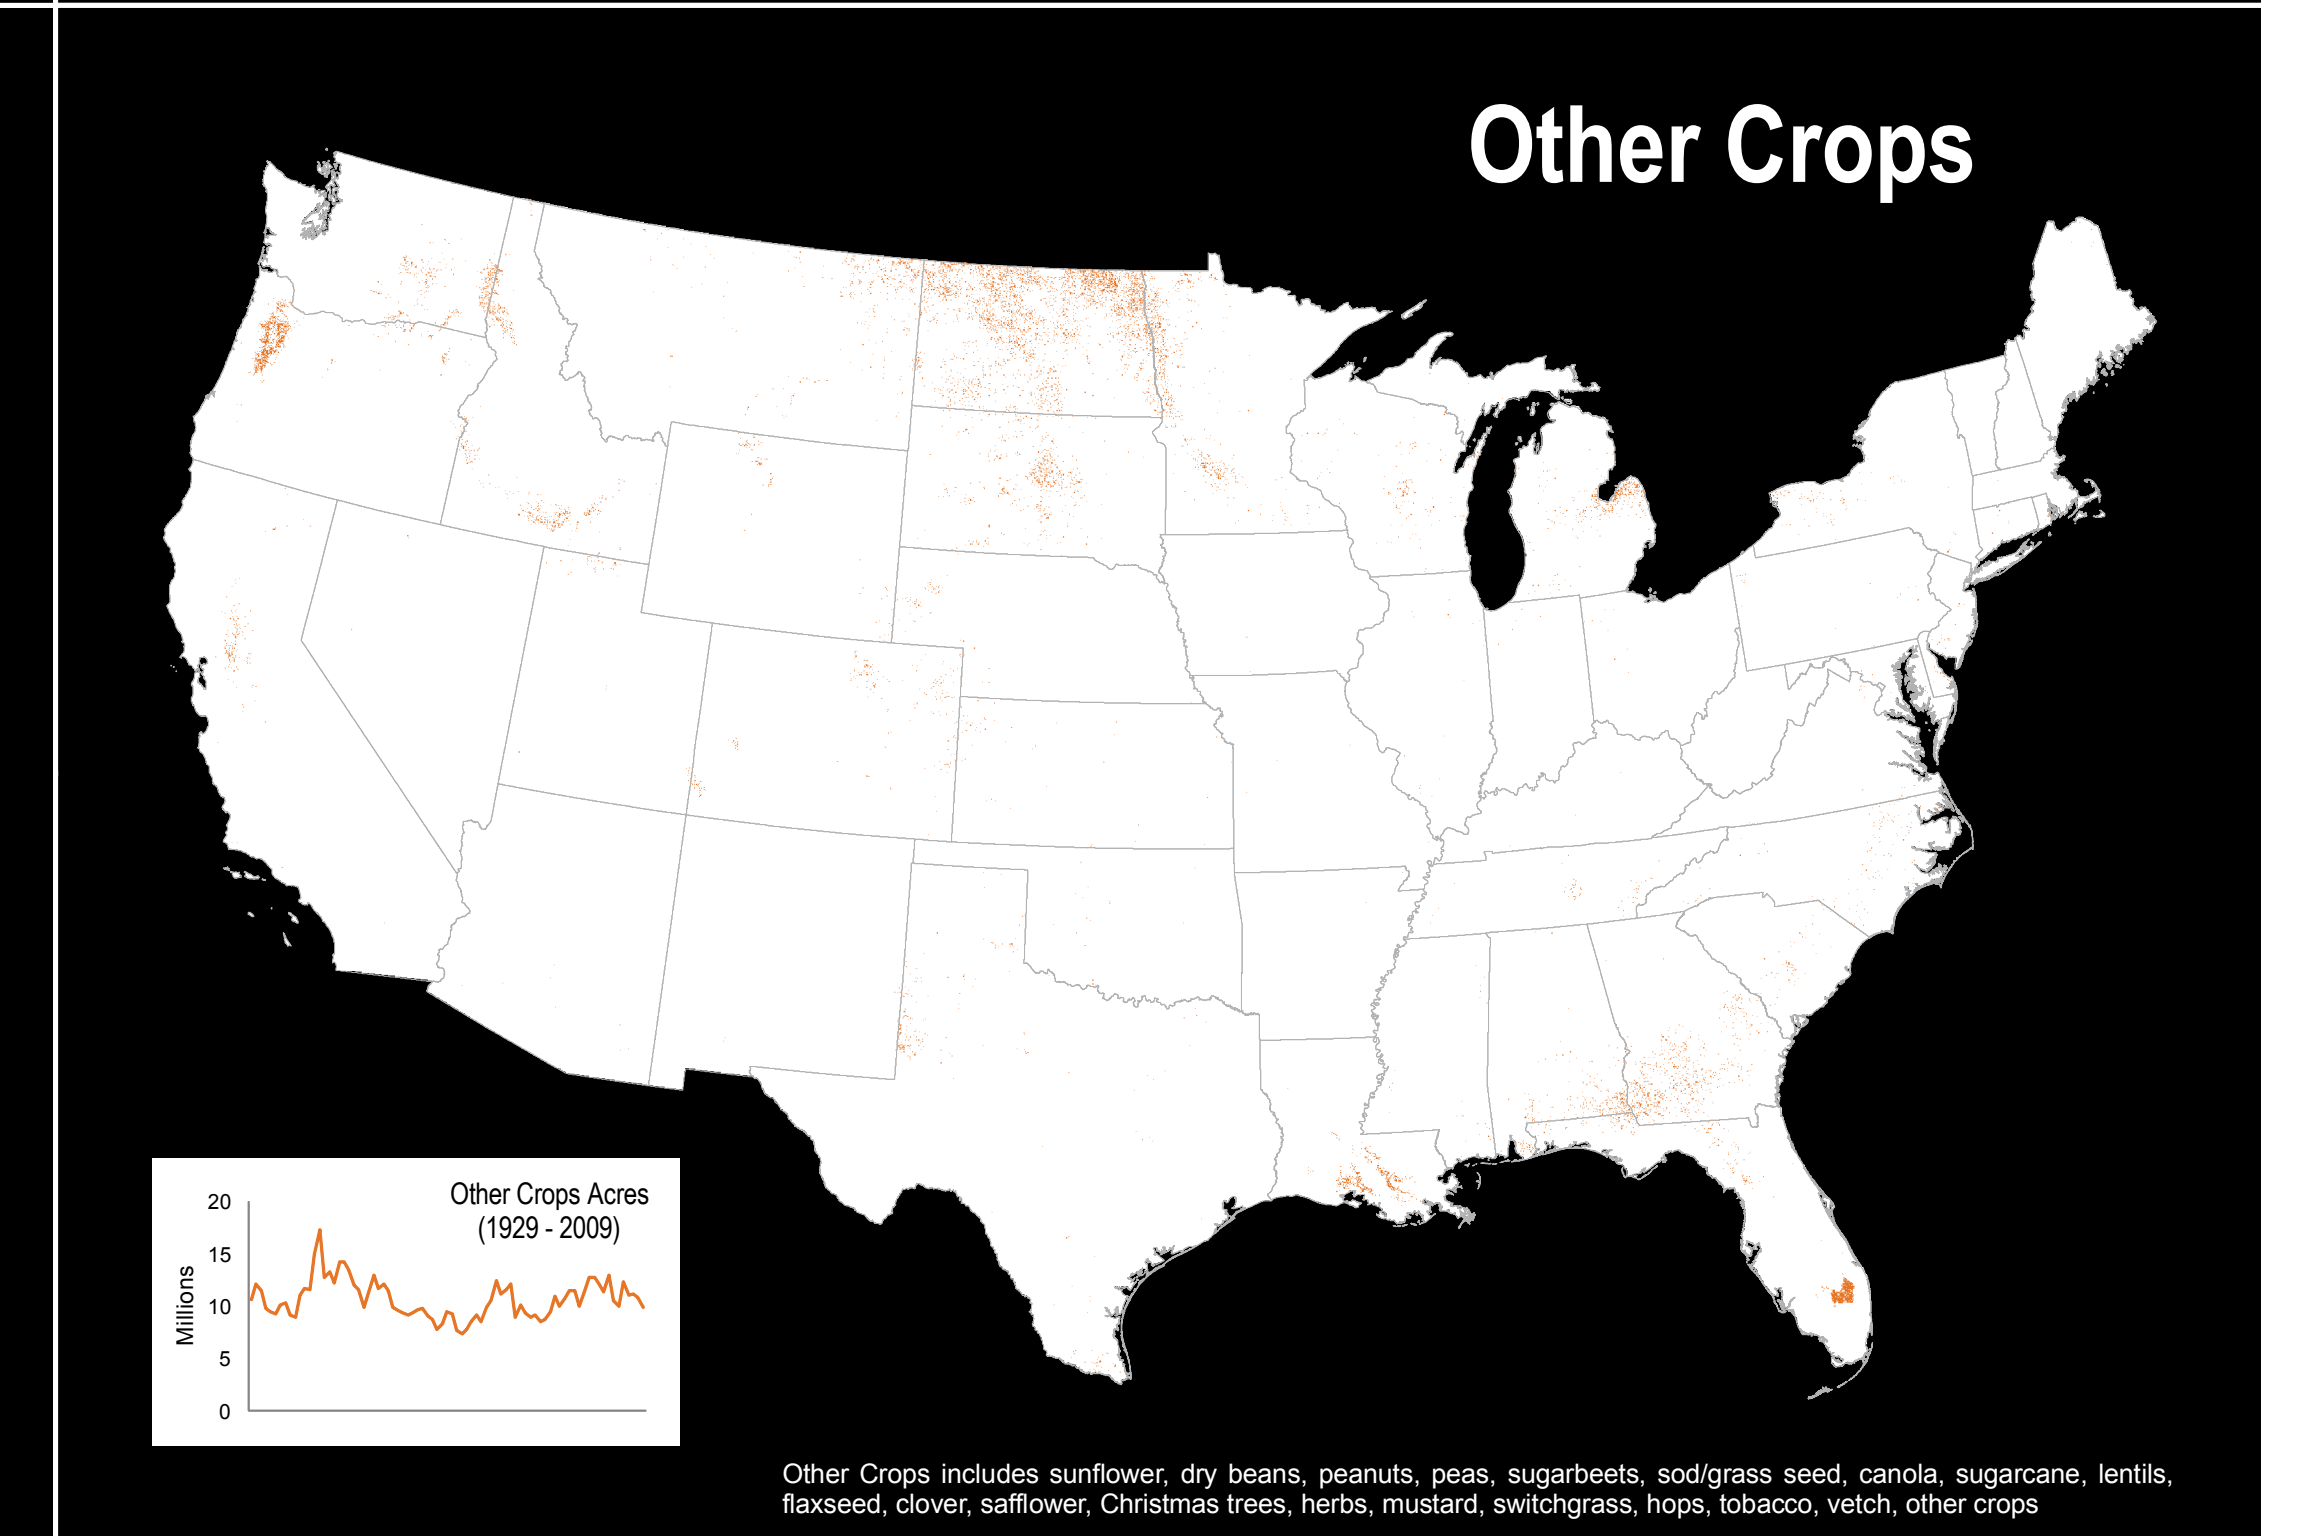 Other Crops
Other Crops Acres
(1929 - 2009)
20
15
10
5
0
Millions
Other Crops includes sunflower, dry beans, peanuts, peas, sugarbeets, sod/grass seed, canola, sugarcane, lentils,
flaxseed, clover, safflower, Christmas trees, herbs, mustard, switchgrass, hops, tobacco, vetch, other crops